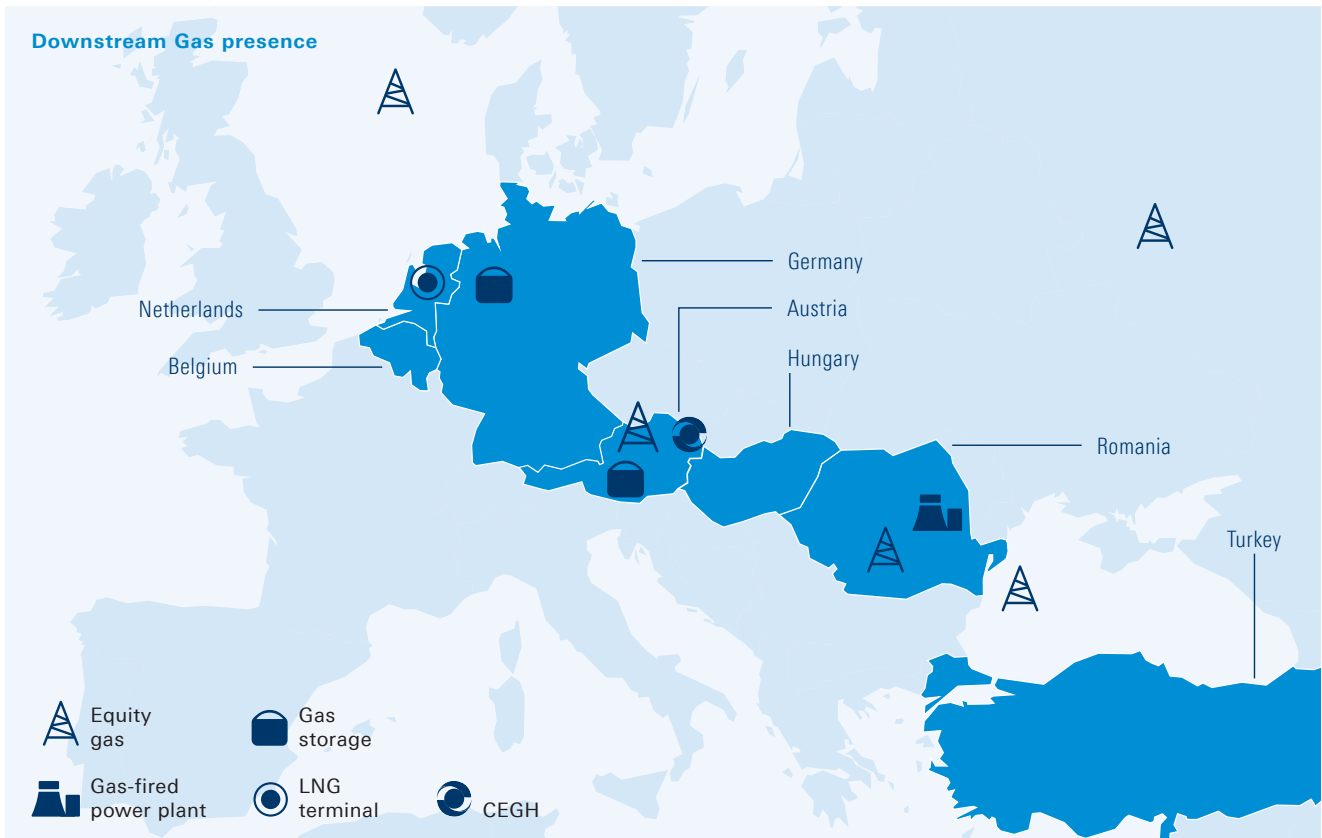 Downstream Gas presence
Germany
Netherlands
Austria
Belgium
Hungary
Romania
Turkey
Equity
gas
Gas
storage
Gas-fired
power plant
LNG
terminal
CEGH